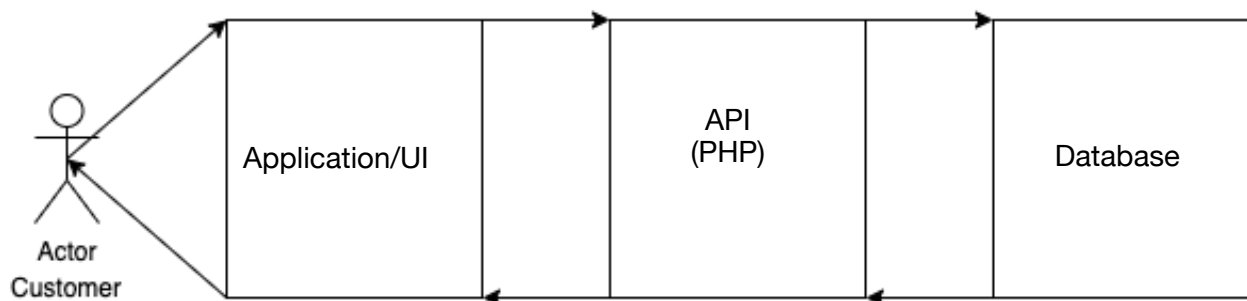 Actor
Customer
Application/UI
API
(PHP)
Database